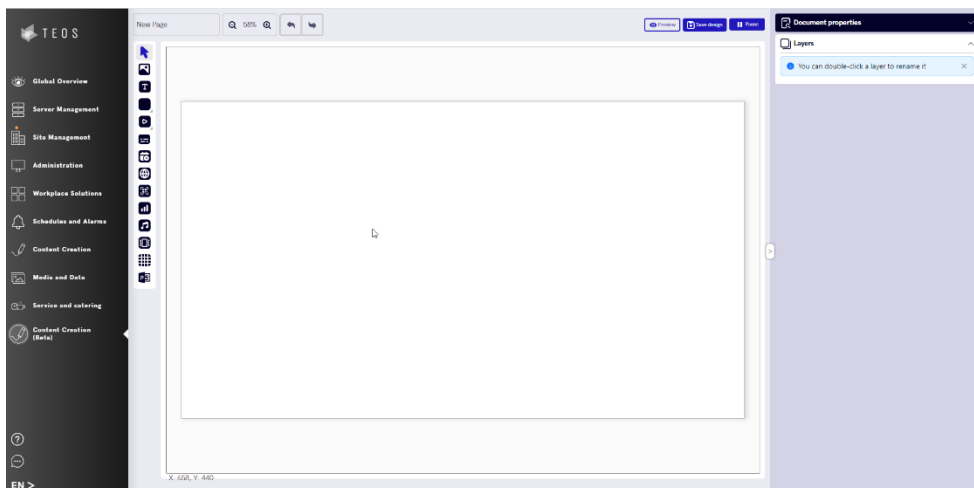 TEOS
Global Overview
Server Management
Site Management
Administration
Workplace Solutions
Schedules and Alarms
Content Creation
Media and Data
Service and catering
Content Creation
(Beta)
EN >
New Page
58%
Preview
Save design
X: 658, Y: 440
Document properties
Layers
You can double-click a layer to rename it